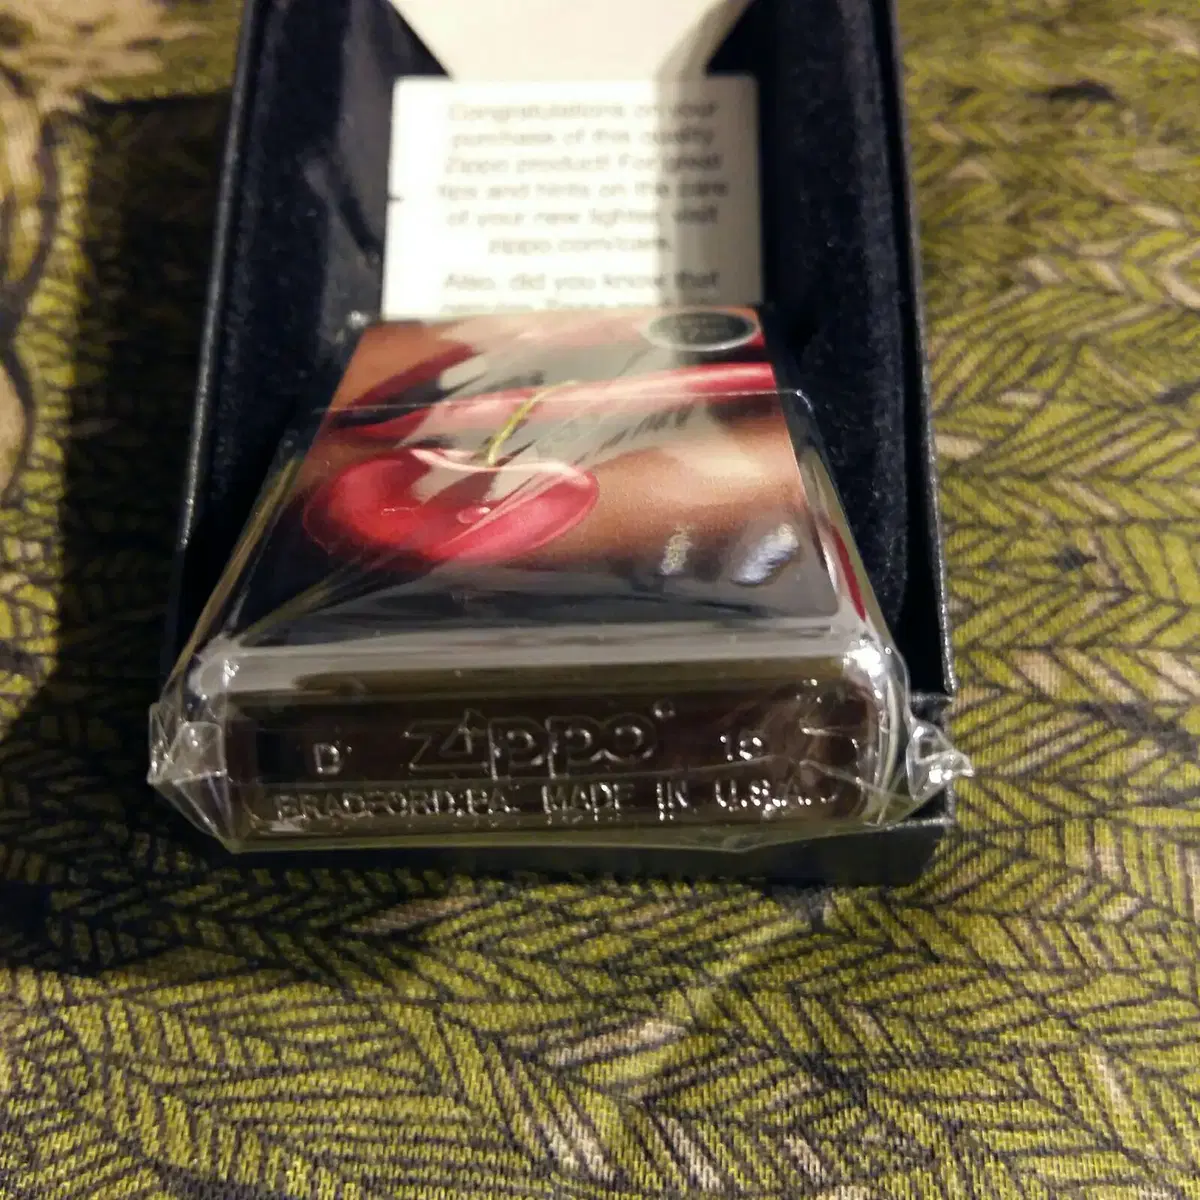 Congratulations on your
purchase of this quality
Zippo product! For great
tips and hints on the care
of your new lighter, visit
zippo.com/care.
Also, did you know that
D Zippo® 16
BRADFORD.PA. MADE IN U.S.A.